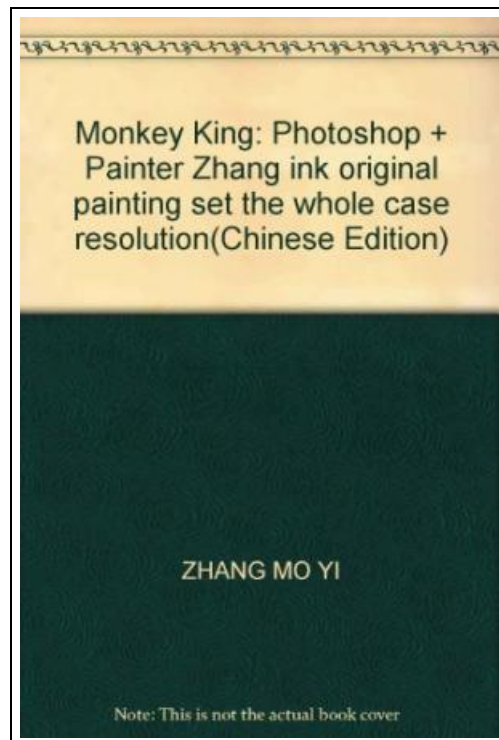 Monkey King: Photoshop +
Painter Zhang ink original
painting set the whole case
resolution(Chinese Edition)
ZHANG MO YI
Note: This is not the actual book cover